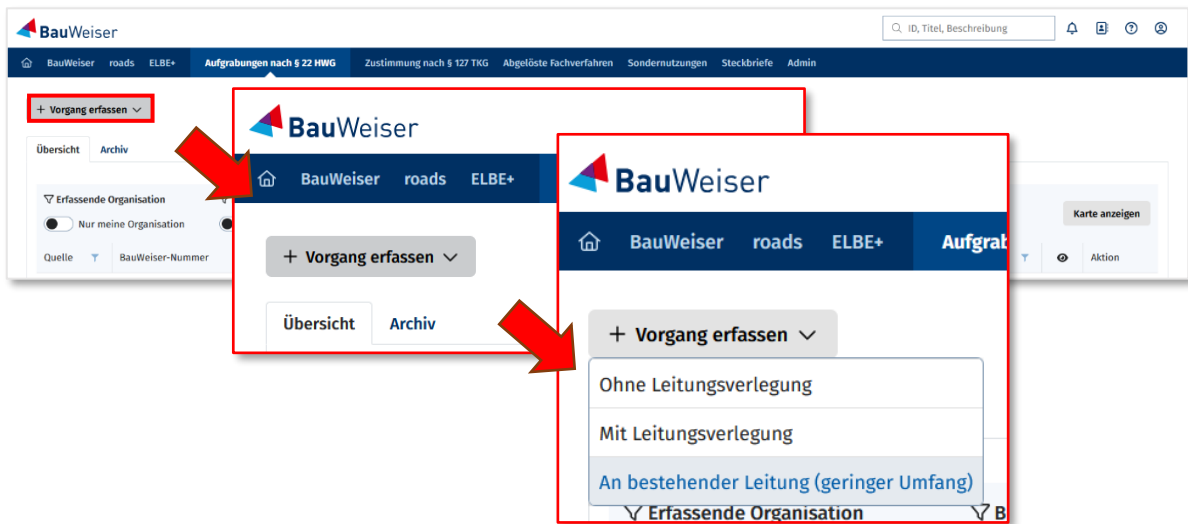 BauWeiser
ID, Titel, Beschreibung
BauWeiser roads ELBE+ Aufgrabungen nach § 22 HWG Zustimmung nach § 127 TKG Abgelöste Fachverfahren Sondernutzungen Steckbriefe Admin
+ Vorgang erfassen
Übersicht Archiv
Erfassende Organisation
Nur meine Organisation
Karte anzeigen
Quelle BauWeiser-Nummer
Aktion
BauWeiser
BauWeiser roads ELBE+
+ Vorgang erfassen
Übersicht Archiv
BauWeiser
BauWeiser roads ELBE+ Aufgrab
+ Vorgang erfassen
Ohne Leitungsverlegung
Mit Leitungsverlegung
An bestehender Leitung (geringer Umfang)
Erfassende Organisation B